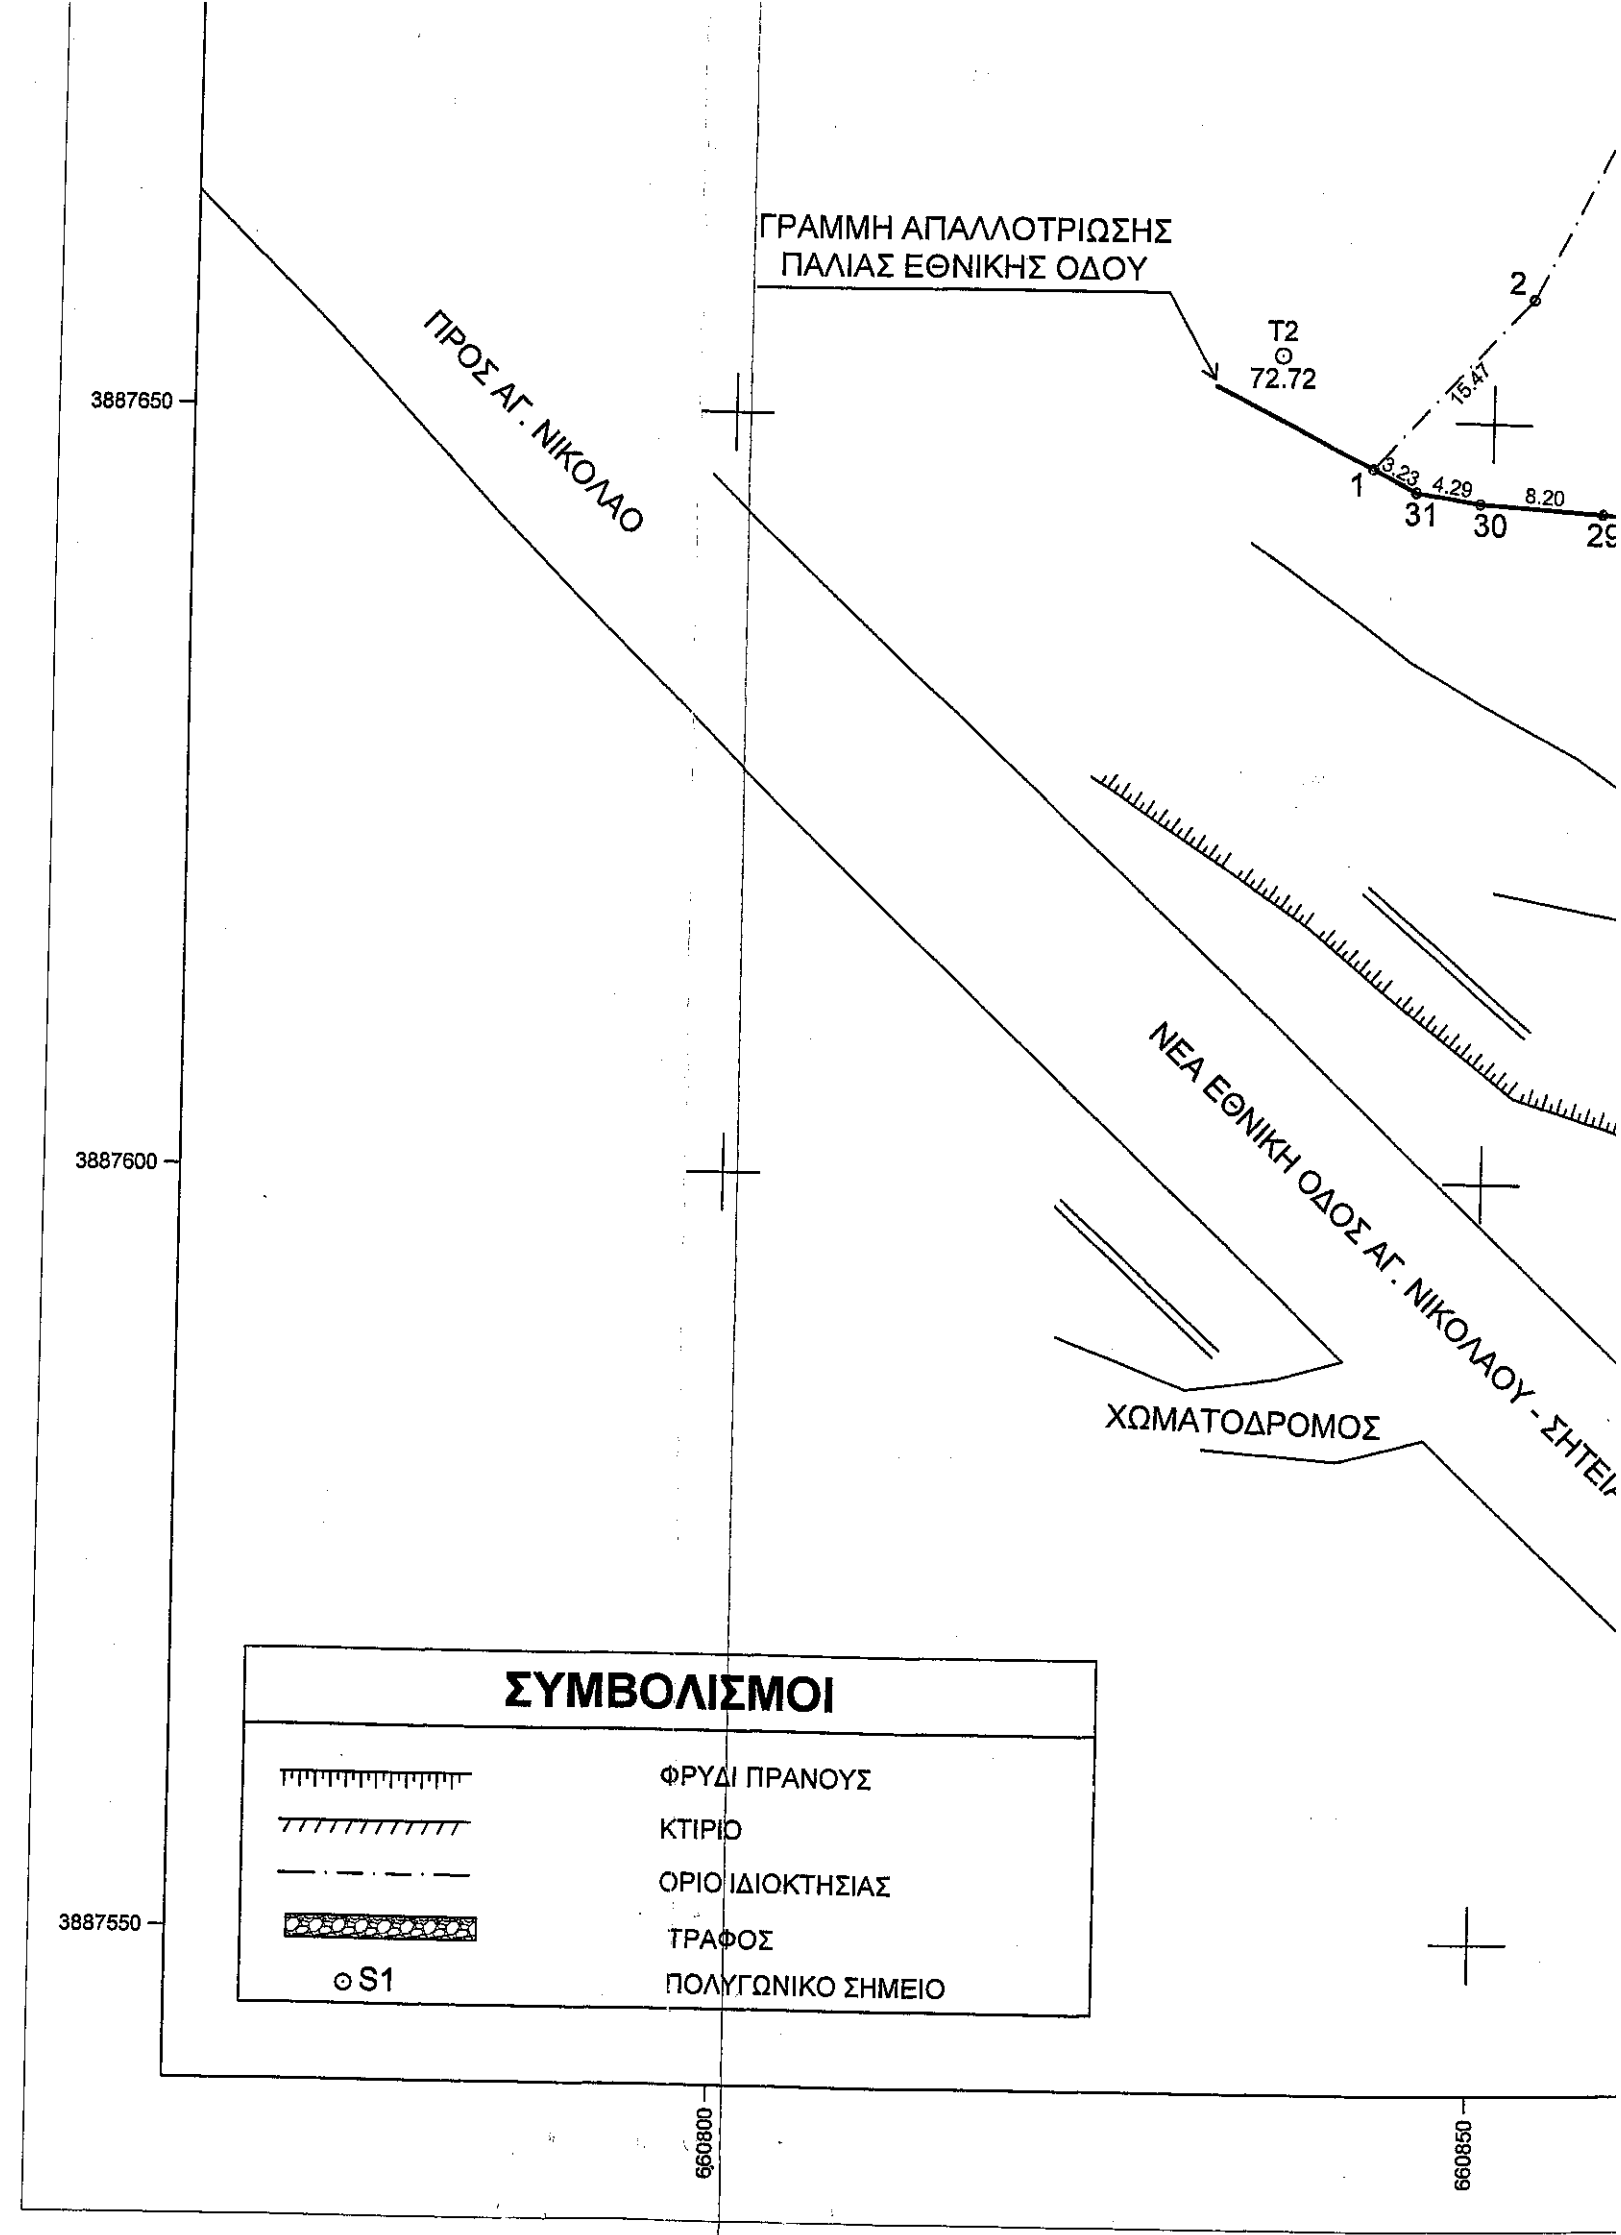 ΓΡΑΜΜΗ ΑΠΑΛΛΟΤΡΙΩΣΗΣ
ΠΑΛΙΑΣ ΕΘΝΙΚΗΣ ΟΔΟΥ
2
T2
72.72
15.47
ΠΡΟΣ ΑΓ. ΝΙΚΟΛΑΟ
3887650
1
3.23
4.29
8.20
31
30
29
ΝΕΑ ΕΘΝΙΚΗ ΟΔΟΣ ΑΓ. ΝΙΚΟΛΑΟΥ - ΣΗΤΕΙΑ
3887600
ΧΩΜΑΤΟΔΡΟΜΟΣ
ΣΥΜΒΟΛΙΣΜΟΙ
ΦΡΥΔΙ ΠΡΑΝΟΥΣ
ΚΤΙΡΙΟ
ΟΡΙΟ ΙΔΙΟΚΤΗΣΙΑΣ
ΤΡΑΦΟΣ
S1 ΠΟΛΥΓΩΝΙΚΟ ΣΗΜΕΙΟ
3887550
660800
660850